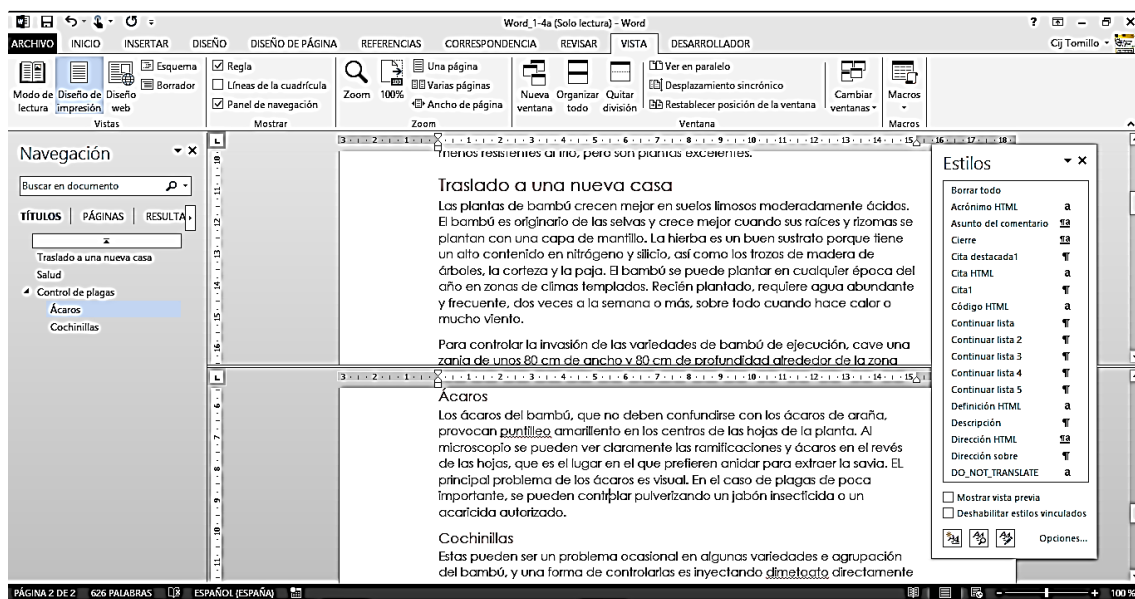 Word_1-4a (Solo lectura) - Word
ARCHIVO INICIO INSERTAR DISEÑO DISEÑO DE PÁGINA REFERENCIAS CORRESPONDENCIA REVISAR VISTA DESARROLLADOR Cij Tornillo
Modo de lectura
Diseño de impresión
Diseño web
Esquema
Borrador
Vistas
Regla
Líneas de la cuadrícula
Panel de navegación
Mostrar
Zoom
100%
Una página
Varias páginas
Ancho de página
Zoom
Nueva ventana
Organizar todo
Quitar división
Ver en paralelo
Desplazamiento sincrónico
Restablecer posición de la ventana
Cambiar ventanas
Ventana
Macros
Macros
Navegación
Buscar en documento
TÍTULOS PÁGINAS RESULTA
Traslado a una nueva casa
Salud
Control de plagas
Ácaros
Cochinillas
menos resistentes al frío, pero son plantas excelentes.
Traslado a una nueva casa
Las plantas de bambú crecen mejor en suelos limosos moderadamente ácidos.
El bambú es originario de las selvas y crece mejor cuando sus raíces y rizomas se
plantan con una capa de mantillo. La hierba es un buen sustrato porque tiene
un alto contenido en nitrógeno y silicio, así como los trozos de madera de
árboles, la corteza y la paja. El bambú se puede plantar en cualquier época del
año en zonas de climas templados. Recién plantado, requiere agua abundante
y frecuente, dos veces a la semana o más, sobre todo cuando hace calor o
mucho viento.
Para controlar la invasión de las variedades de bambú de ejecución, cave una
zanja de unos 80 cm de ancho y 80 cm de profundidad alrededor de la zona
Ácaros
Los ácaros del bambú, que no deben confundirse con los ácaros de araña,
provocan puntilleo amarillento en los centros de las hojas de la planta. Al
microscopio se pueden ver claramente las ramificaciones y ácaros en el revés
de las hojas, que es el lugar en el que prefieren anidar para extraer la savia. EL
principal problema de los ácaros es visual. En el caso de plagas de poca
importante, se pueden controlar pulverizando un jabón insecticida o un
acaricida autorizado.
Cochinillas
Estas pueden ser un problema ocasional en algunas variedades e agrupación
del bambú, y una forma de controlarlas es inyectando dimetoato directamente
Estilos
Borrar todo
Acrónimo HTML a
Asunto del comentario ¶a
Cierre ¶a
Cita destacada1 ¶
Cita HTML a
Cita1 ¶
Código HTML a
Continuar lista ¶
Continuar lista 2 ¶
Continuar lista 3 ¶
Continuar lista 4 ¶
Continuar lista 5 ¶
Definición HTML a
Descripción ¶
Dirección HTML ¶a
Dirección sobre ¶
DO_NOT_TRANSLATE a
Mostrar vista previa
Deshabilitar estilos vinculados
Opciones...
PÁGINA 2 DE 2 626 PALABRAS ESPAÑOL (ESPAÑA) 100 %